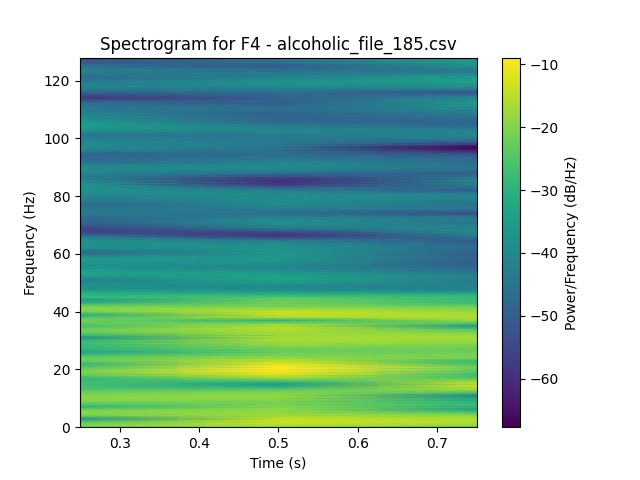 Spectrogram for F4 - alcoholic_file_185.csv
120
100
80
60
40
20
0
Frequency (Hz)
0.3 0.4 0.5 0.6 0.7
Time (s)
−10
−20
−30
−40
−50
−60
Power/Frequency (dB/Hz)